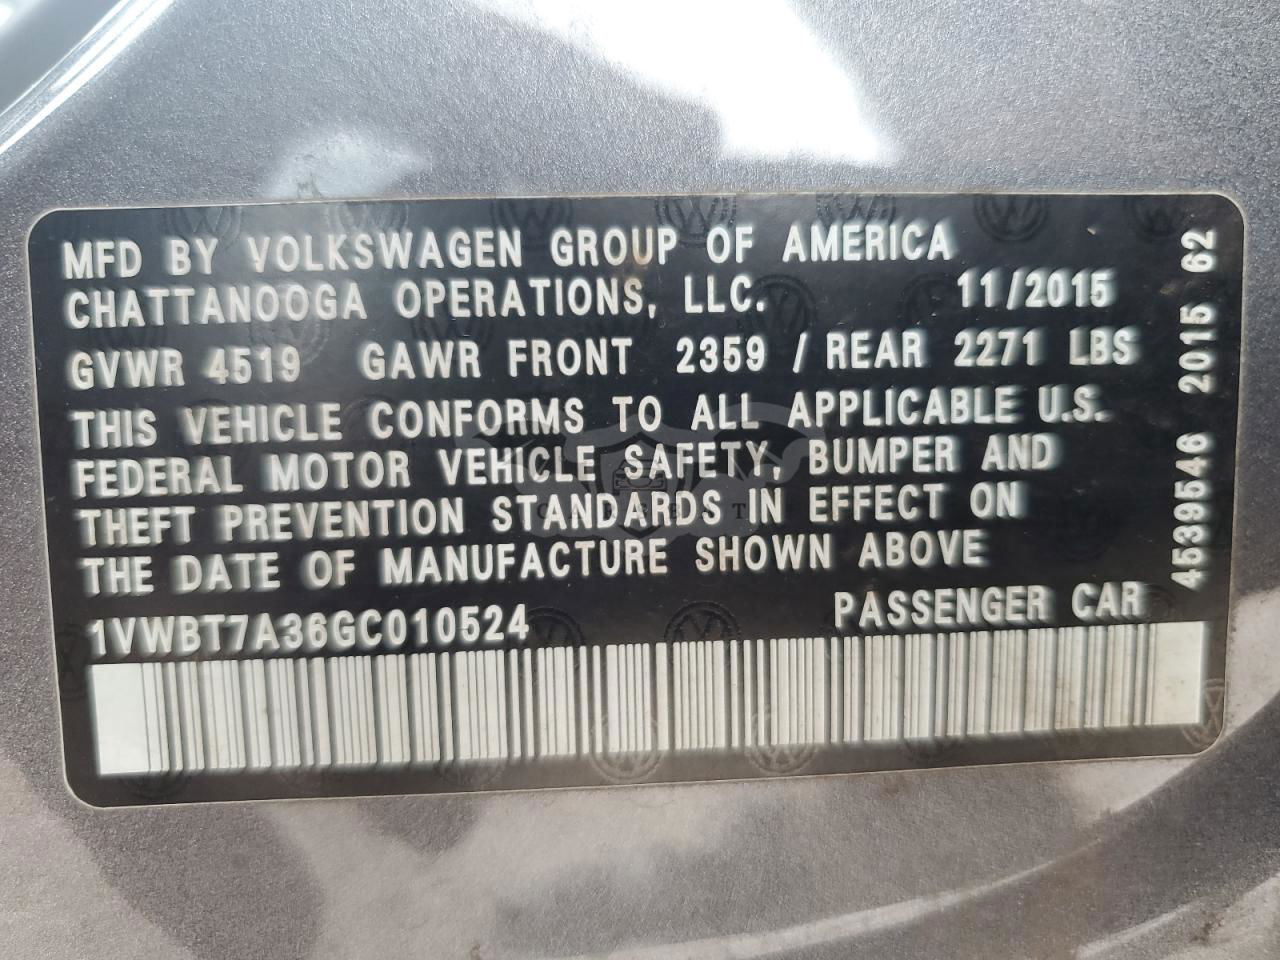 MFD BY VOLKSWAGEN GROUP OF AMERICA
CHATTANOOGA OPERATIONS, LLC. 11/2015
GVWR 4519 GAWR FRONT 2359 / REAR 2271 LBS
THIS VEHICLE CONFORMS TO ALL APPLICABLE U.S.
FEDERAL MOTOR VEHICLE SAFETY, BUMPER AND
THEFT PREVENTION STANDARDS IN EFFECT ON
THE DATE OF MANUFACTURE SHOWN ABOVE
1VWBT7A36GC010524 PASSENGER CAR
45395546 2015 62